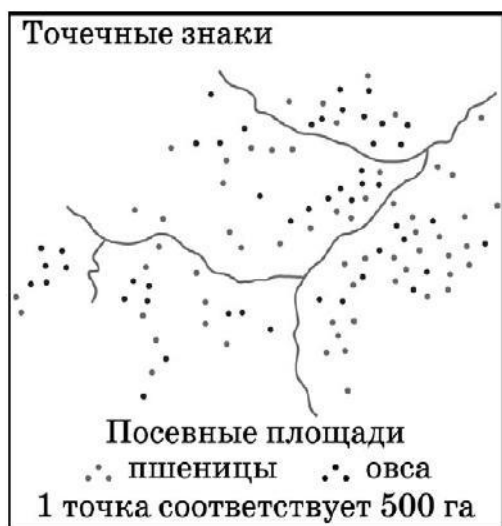 Точечные знаки
Посевные площади
пшеницы овса
1 точка соответствует 500 га